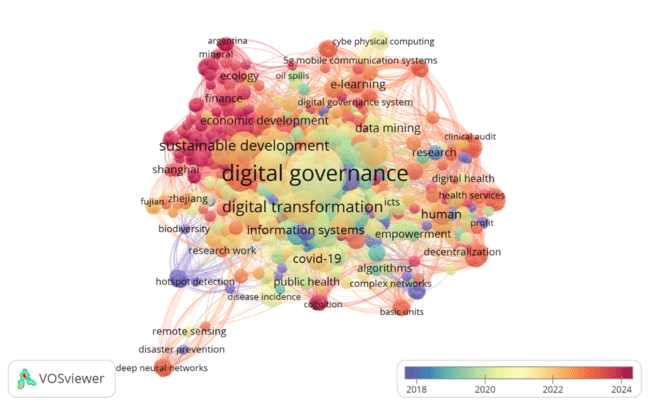 argentina
cybe physical computing
mineral
5g mobile communication systems
ecology
oil spilis
e-learning
finance
digital governance system
economic development
data mining
clinical audit
sustainable development
research
shanghai
digital governance
digital health
health services
fujian
zhejiang
digital transformation
icts
human
profit
biodiversity
information systems
empowerment
research work
covid-19
decentralization
algorithms
hotspot detection
public health
complex networks
disease incidence
cognition
basic units
remote sensing
disaster prevention
deep neural networks
VOSviewer
2018 2020 2022 2024